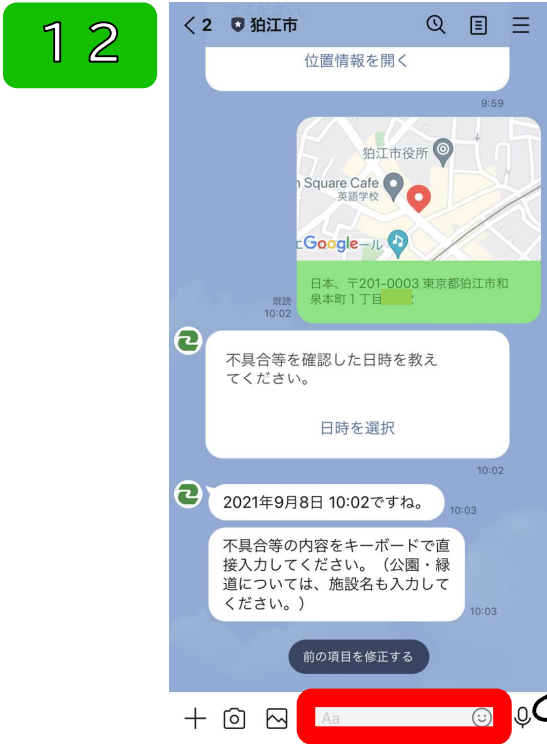 12
2
狛江市
位置情報を開く
9:59
狛江市役所
n Square Cafe
英語学校
Google
ール
日本、〒201-0003 東京都狛江市和
泉本町1丁目
既読
10:02
不具合等を確認した日時を教え
てください。
日時を選択
10:02
2021年9月8日 10:02ですね。
10:03
不具合等の内容をキーボードで直
接入力してください。（公園・緑
道については、施設名も入力して
ください。）
10:03
前の項目を修正する
Aa